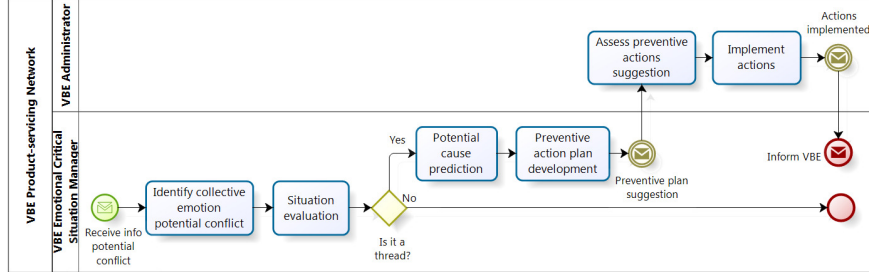 VBE Product-servicing Network
VBE Administrator
Assess preventive
actions
suggestion
Implement
actions
Actions
implemented
VBE Emotional Critical
Situation Manager
Receive info
potential
conflict
Identify collective
emotion
potential conflict
Situation
evaluation
Is it a
thread?
Yes
No
Potential
cause
prediction
Preventive
action plan
development
Preventive plan
suggestion
Inform VBE